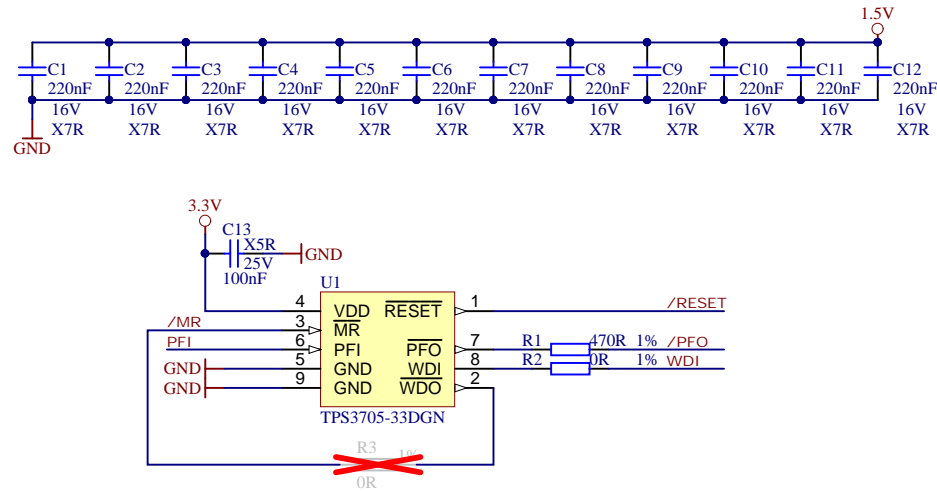 1.5V
C1 C2 C3 C4 C5 C6 C7 C8 C9 C10 C11 C12
220nF 220nF 220nF 220nF 220nF 220nF 220nF 220nF 220nF 220nF 220nF 220nF
16V 16V 16V 16V 16V 16V 16V 16V 16V 16V 16V 16V
X7R X7R X7R X7R X7R X7R X7R X7R X7R X7R X7R X7R
GND
3.3V
C13
X5R
GND
25V
100nF
U1
4 VDD RESET 1 /RESET
/MR 3 MR
PFI 6 PFI PFO 7 R1 470R 1% /PFO
GND 5 GND WDI 8 R2 0R 1% WDI
GND 9 GND WDO 2
TPS3705-33DGN
R3 1%
0R